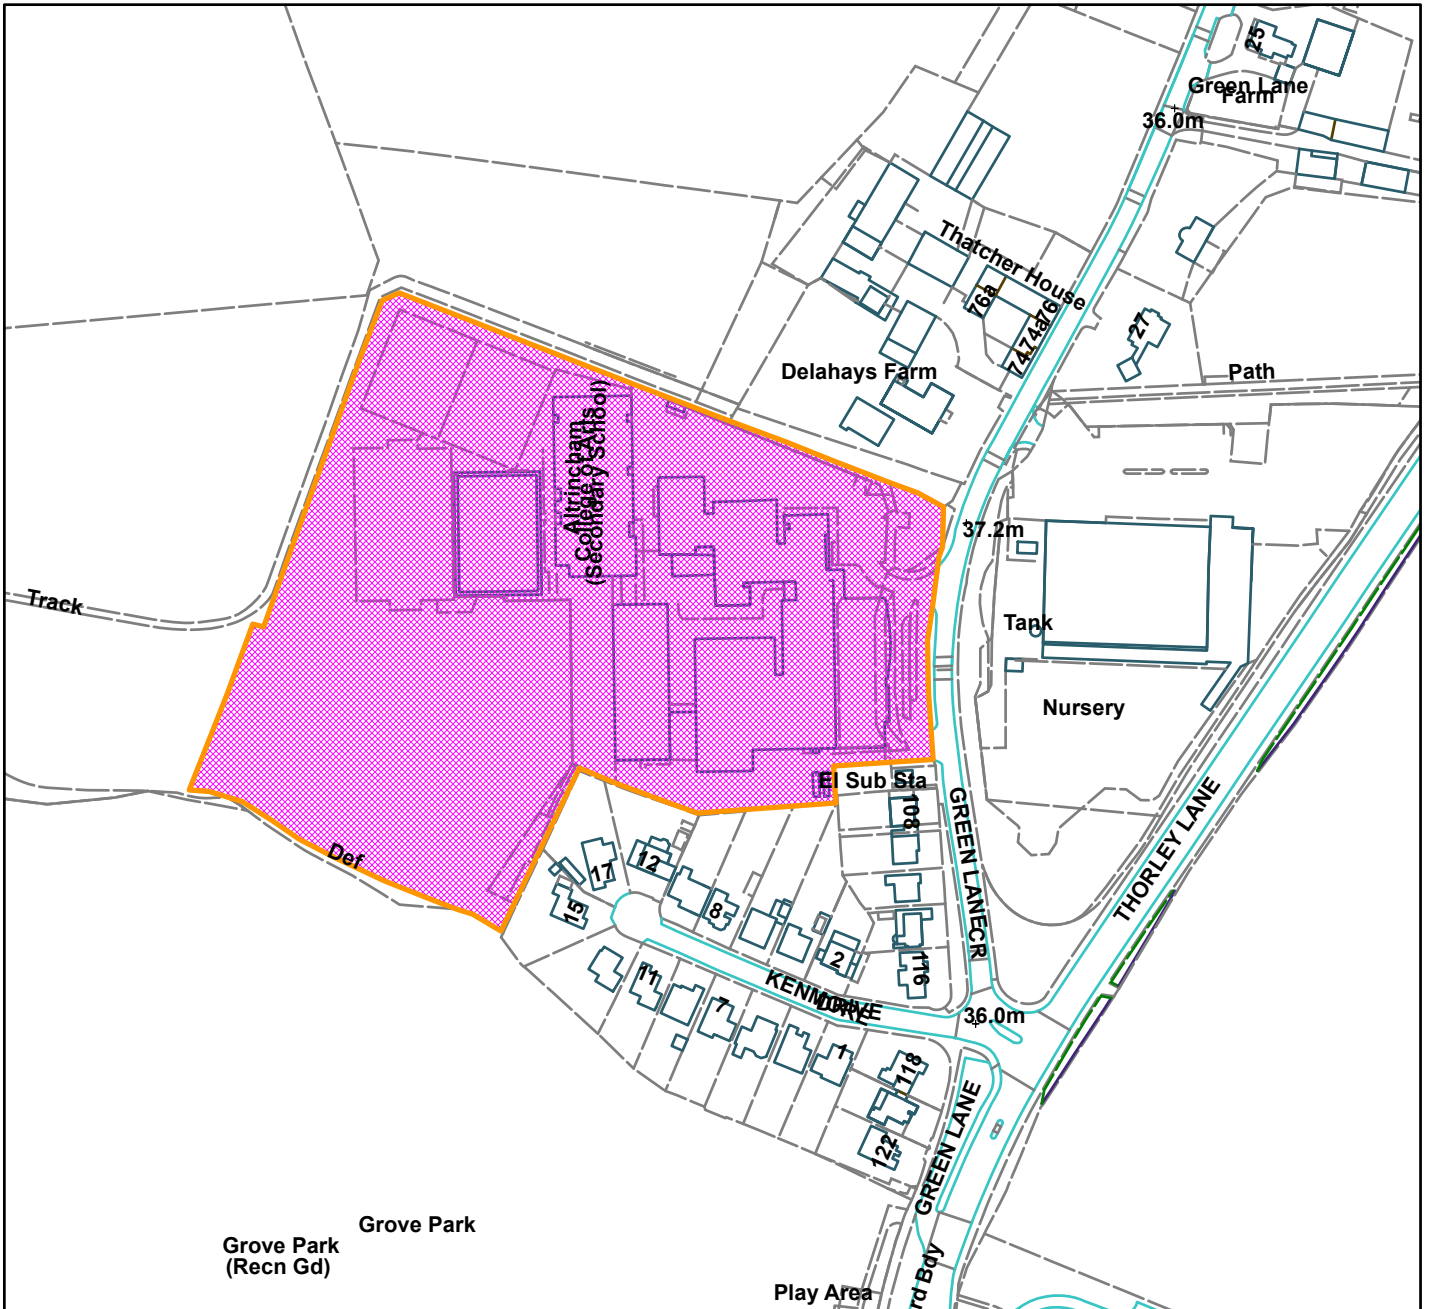 25
Green Lane
Farm
36.0m
Thatcher House
76a
76
74a
74
27
Delahays Farm
Path
Altrincham
College of Arts
(Secondary School)
37.2m
Track
Tank
Nursery
El Sub Sta
108
GREEN LANE
CR
THORLEY LANE
Def
17
12
15
8
2
116
11
7
KENMORE
DRIVE
1
36.0m
118
122
GREEN LANE
Grove Park
Grove Park
(Recn Gd)
Play Area
rd Bdy